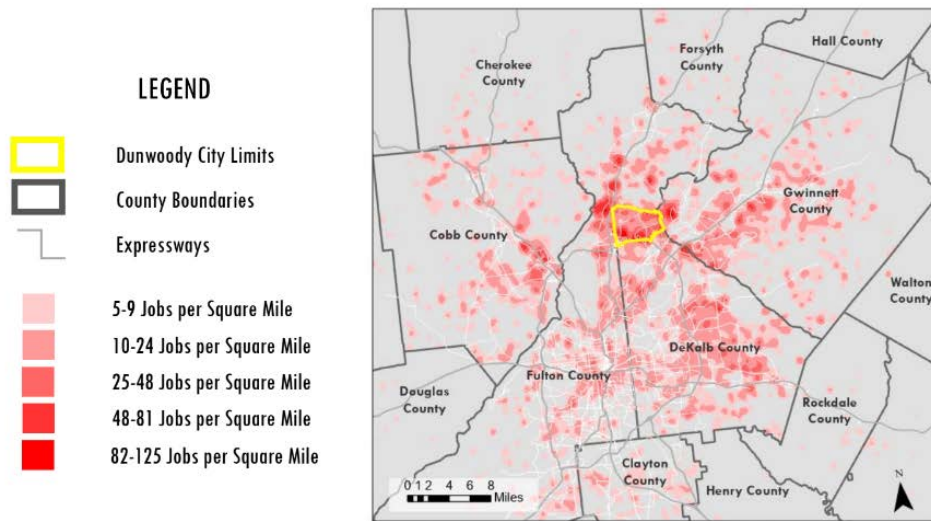 LEGEND
Dunwoody City Limits
County Boundaries
Expressways
5-9 Jobs per Square Mile
10-24 Jobs per Square Mile
25-48 Jobs per Square Mile
48-81 Jobs per Square Mile
82-125 Jobs per Square Mile
Hall County
Forsyth
County
Cherokee
County
Gwinnett
County
Cobb County
Walton
County
DeKalb County
Fulton County
Douglas
County
Rockdale
County
Clayton
County
Henry County
0 1 2 4 6 8
Miles
N